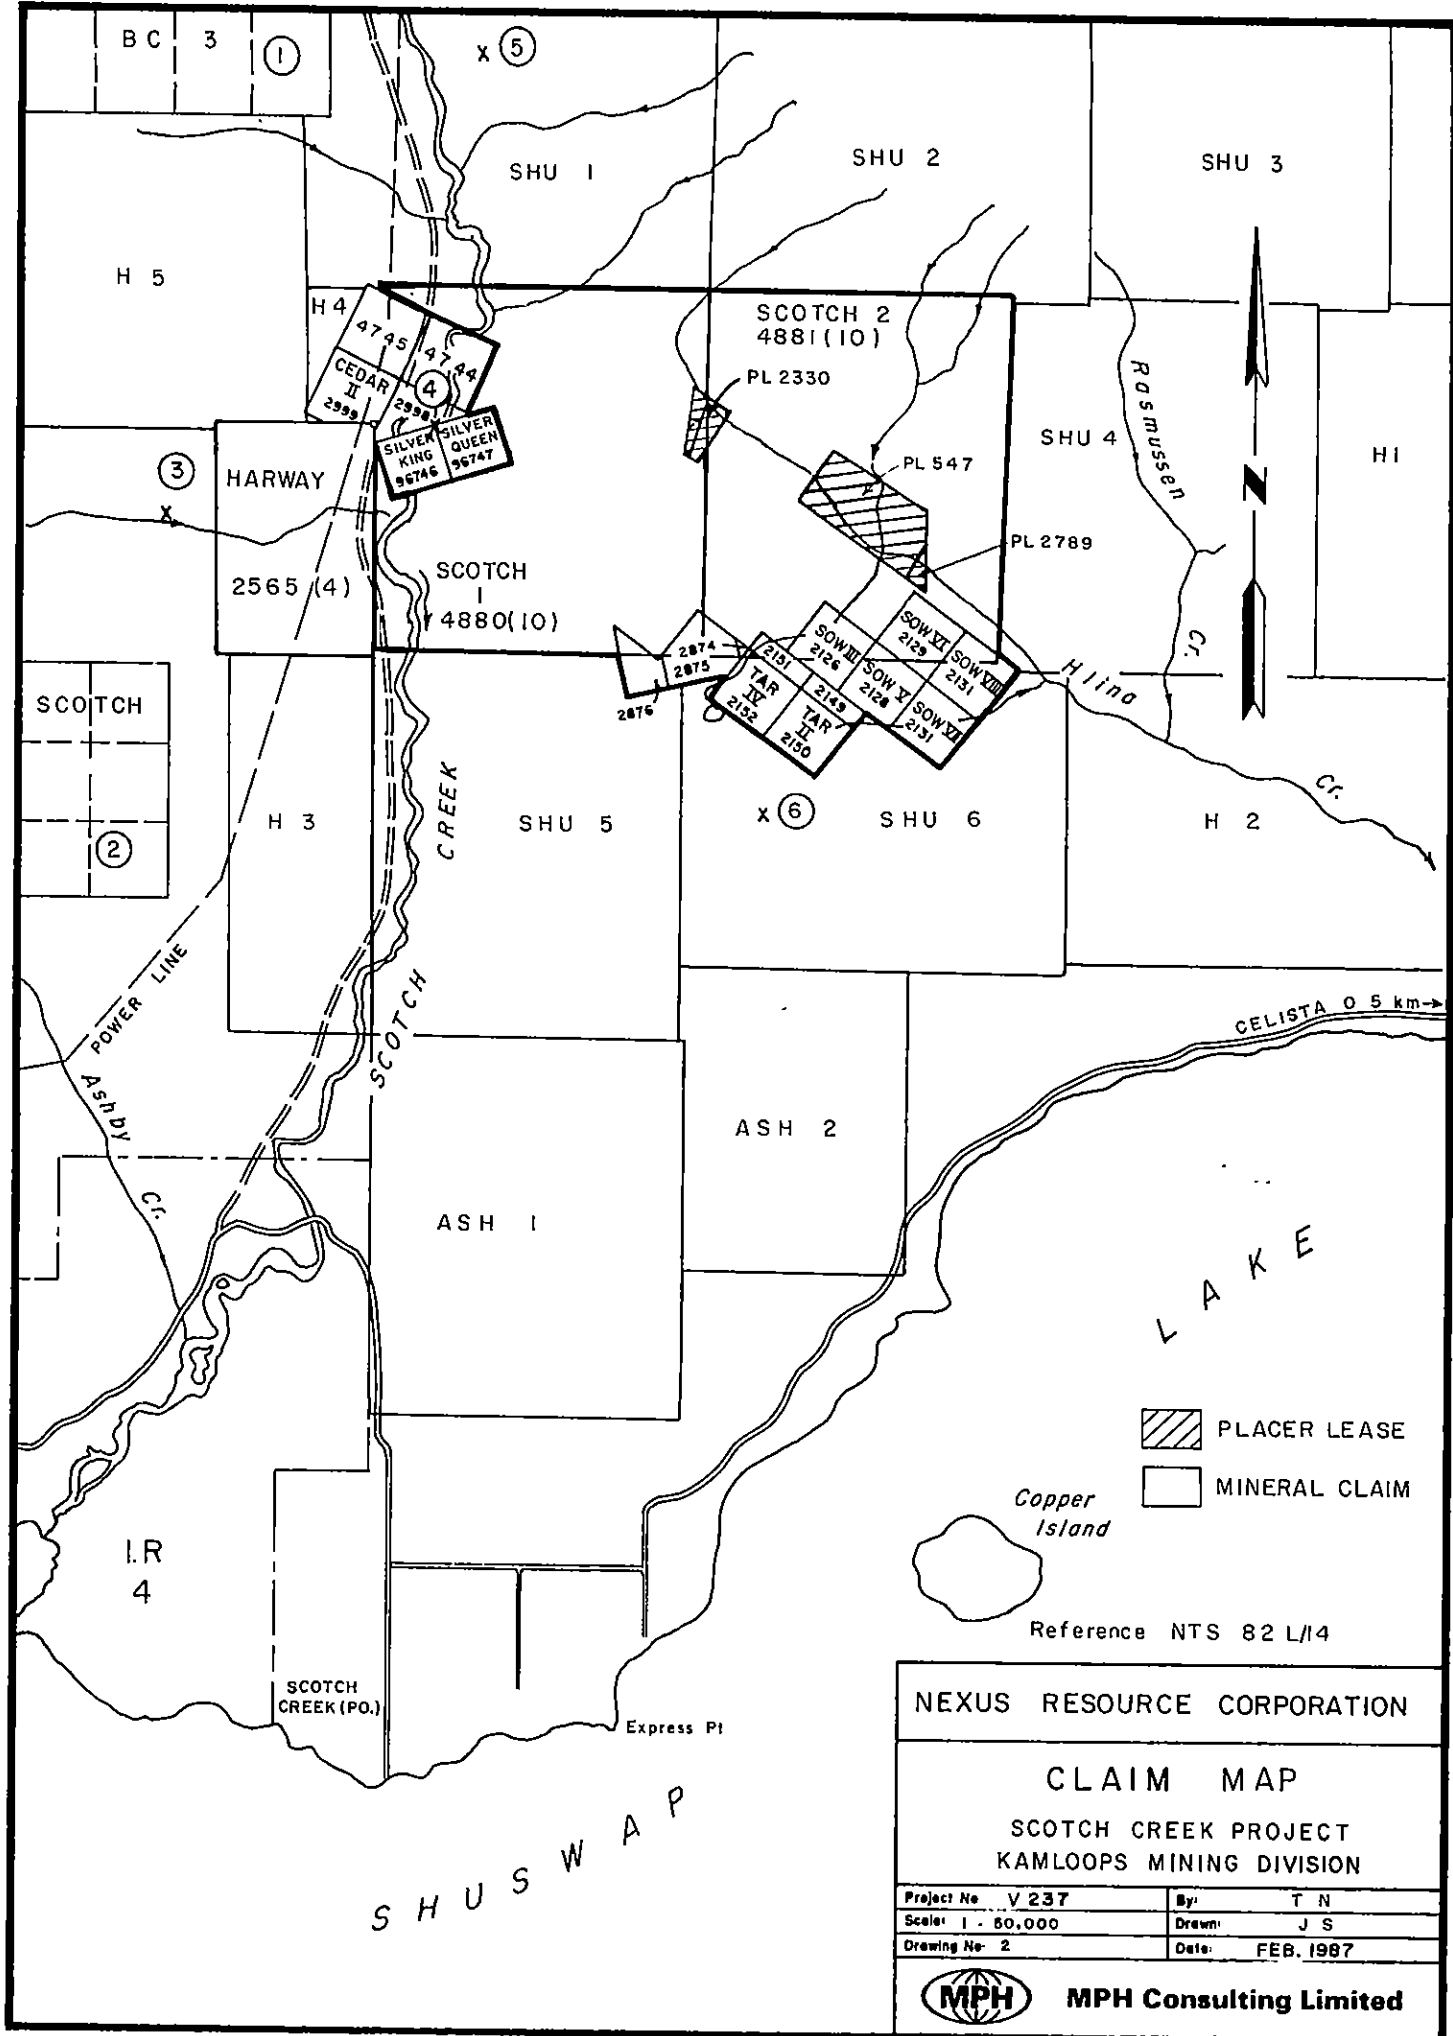 BC 3 1
x 5
SHU 1
SHU 2
SHU 3
H 5
H 4
4745
4744
4
CEDAR
II
2999
2998
SILVER
KING
96746
SILVER
QUEEN
96747
SCOTCH 2
4881(10)
PL 2330
PL 547
PL 2789
SHU 4
Rasmussen
Cr.
H1
N
3
x
HARWAY
2565 (4)
SCOTCH
1
4880(10)
2874
2875
2876
2151
TAR
IV
2152
2149
TAR
II
2150
SOW III
2126
SOW V
2128
SOW VI
2129
SOW VIII
2131
SOW VII
2131
Hlina
Cr.
SCOTCH
2
H 3
SHU 5
x 6
SHU 6
H 2
SCOTCH CREEK
POWER LINE
Ashby
Cr.
CELISTA 0 5 km→
ASH 2
ASH 1
SHUSWAP LAKE
PLACER LEASE
MINERAL CLAIM
Copper
Island
I.R
4
Reference NTS 82 L/14
SCOTCH
CREEK (PO.)
Express Pt
NEXUS RESOURCE CORPORATION
CLAIM MAP
SCOTCH CREEK PROJECT
KAMLOOPS MINING DIVISION
Project No V 237
By: T N
Scale: 1 - 50,000
Drawn: J S
Drawing No- 2
Date: FEB. 1987
MPH
MPH Consulting Limited